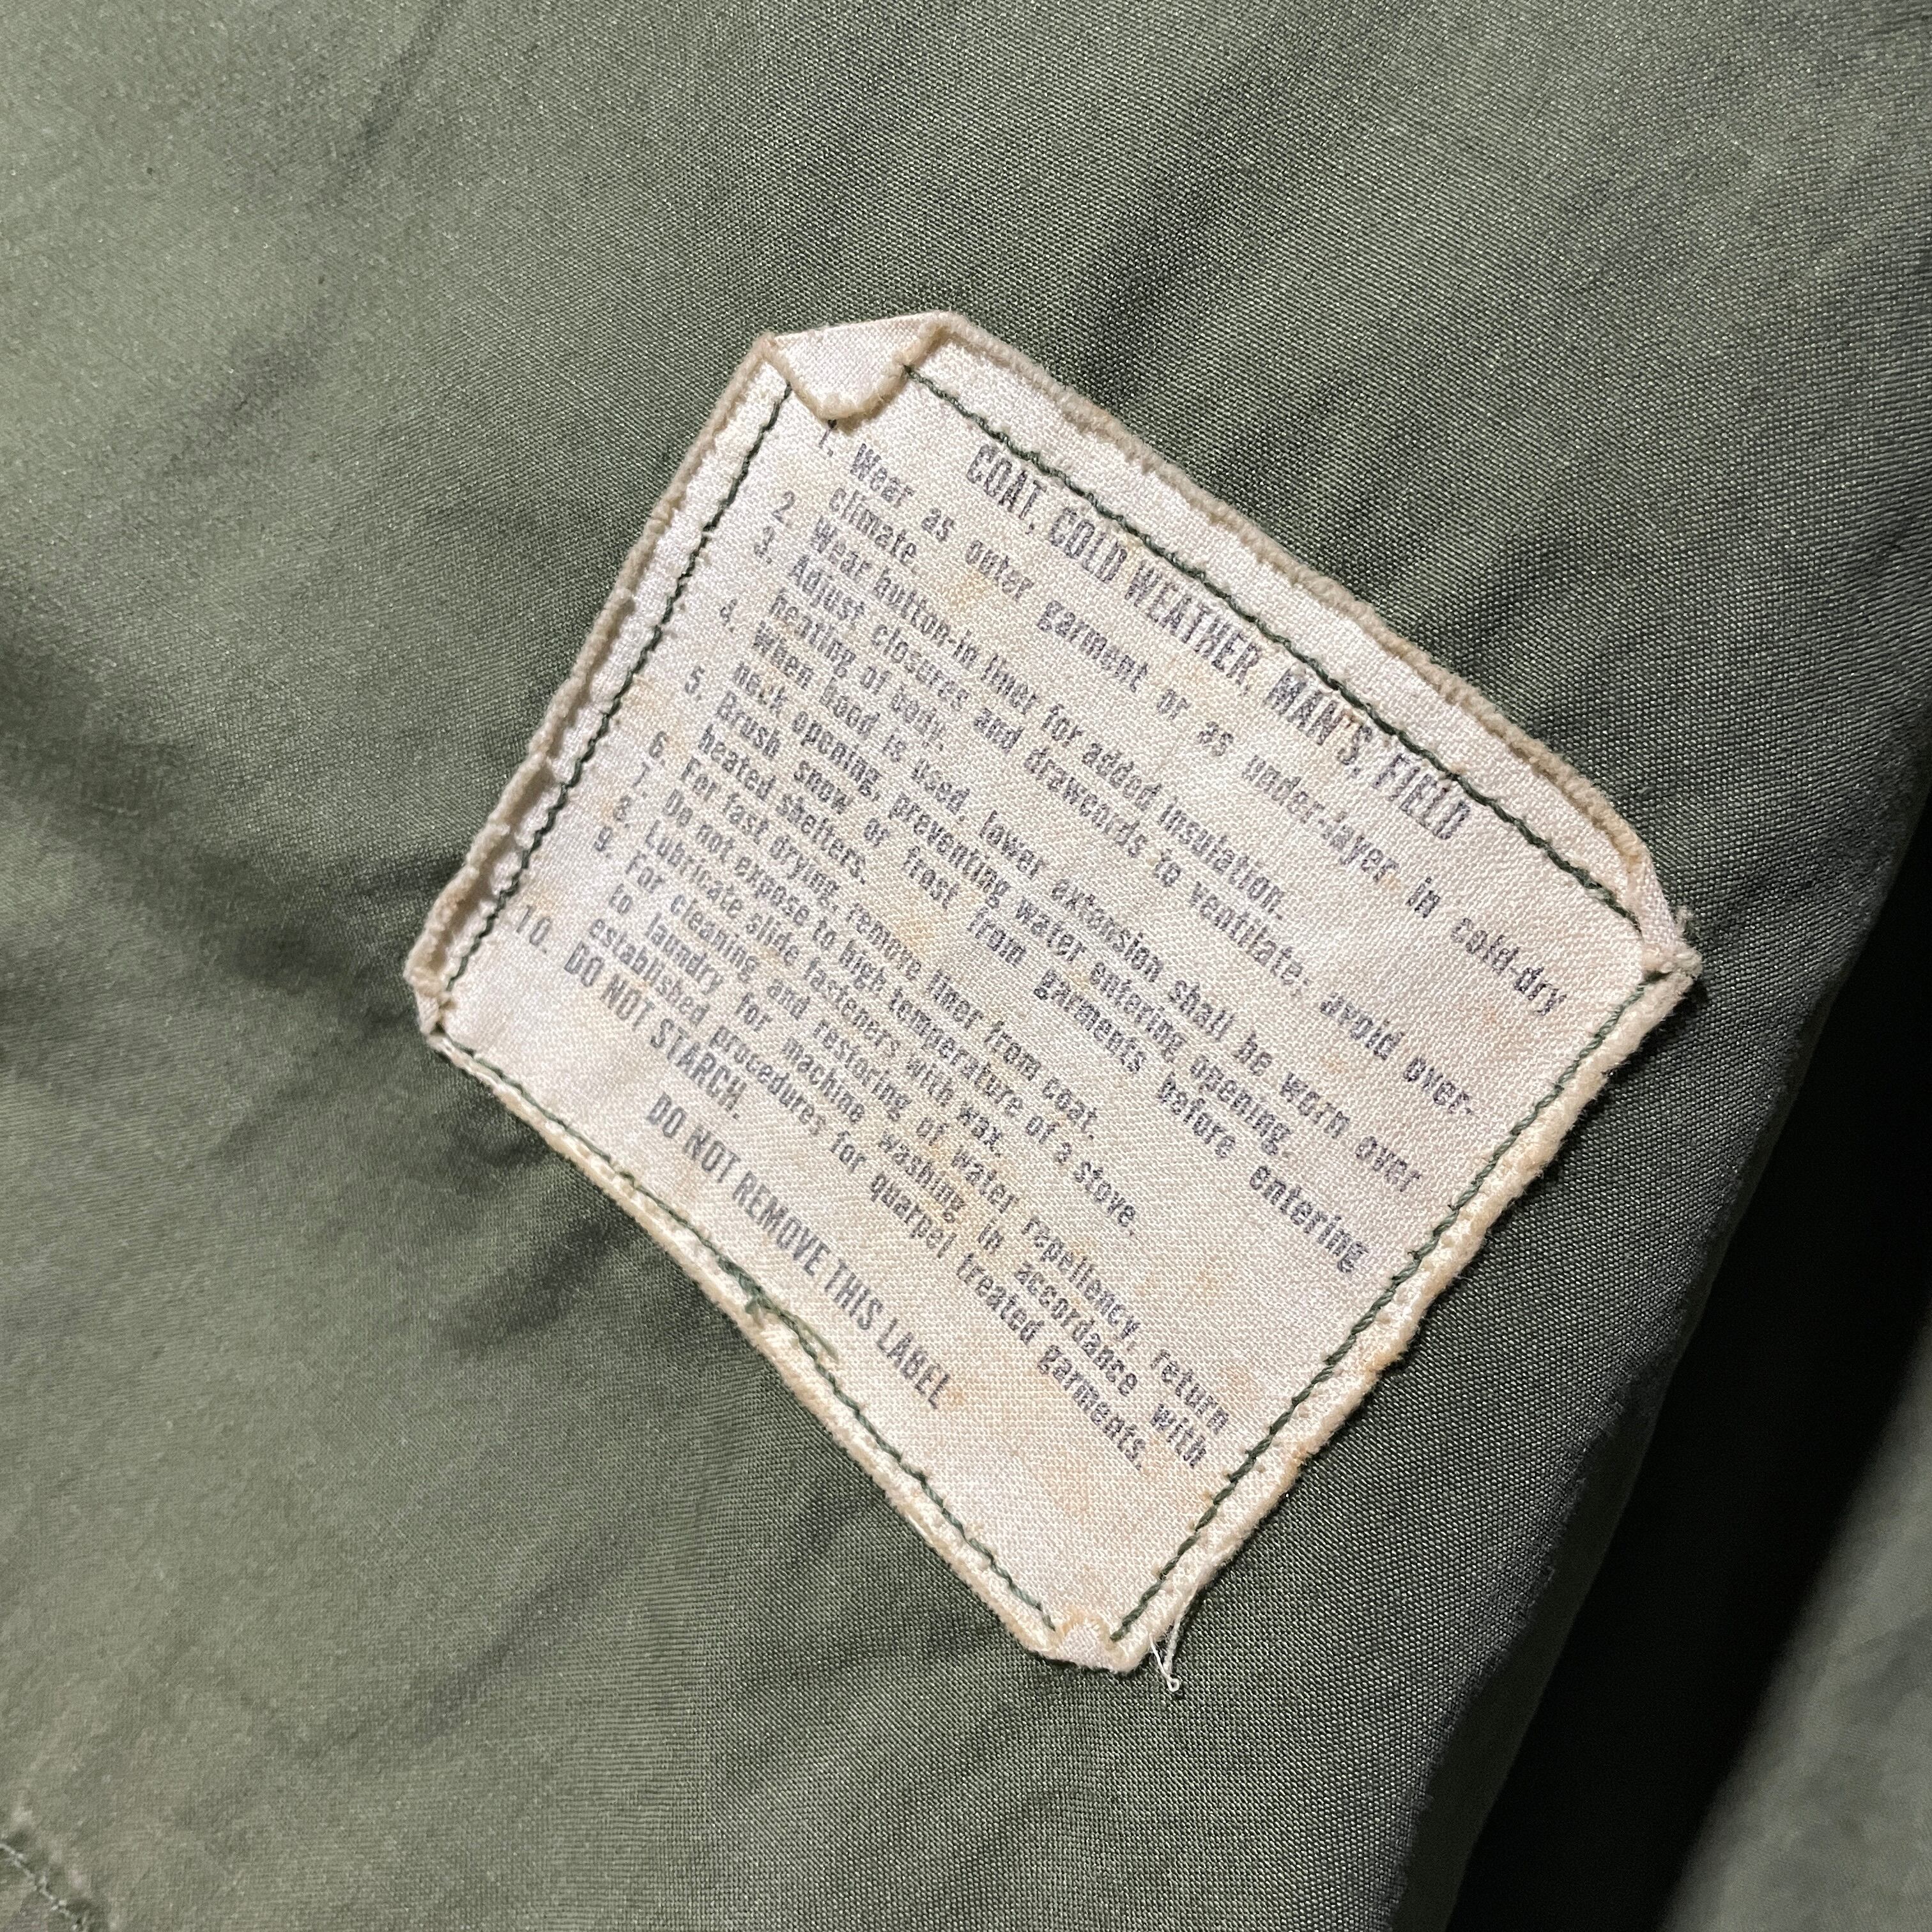 COAT, COLD WEATHER, MAN'S, FIELD
1. Wear as outer garment or as under-layer in cold-dry
climate.
2. Wear button-in liner for added insulation.
3. Adjust closures and drawcords to ventilate; avoid over-
heating of body.
4. When hood is used, lower extension shall be worn over
neck opening, preventing water entering opening.
5. Brush snow or frost from garments before entering
heated shelters.
6. For fast drying, remove liner from coat.
7. Do not expose to high temperature of a stove.
8. Lubricate slide fasteners with wax.
9. For cleaning, and restoring of water repellency, return
to laundry for machine washing in accordance with
established procedures for quarpel treated garments.
10. DO NOT STARCH.
DO NOT REMOVE THIS LABEL